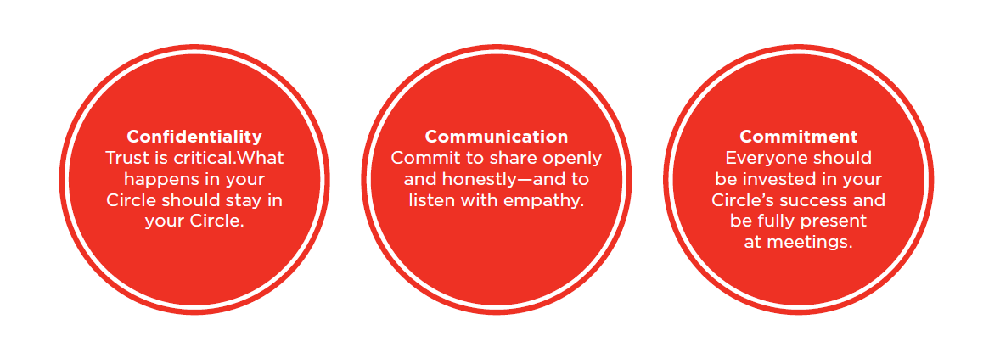 Confidentiality
Trust is critical.What
happens in your
Circle should stay in
your Circle.
Communication
Commit to share openly
and honestly—and to
listen with empathy.
Commitment
Everyone should
be invested in your
Circle’s success and
be fully present
at meetings.